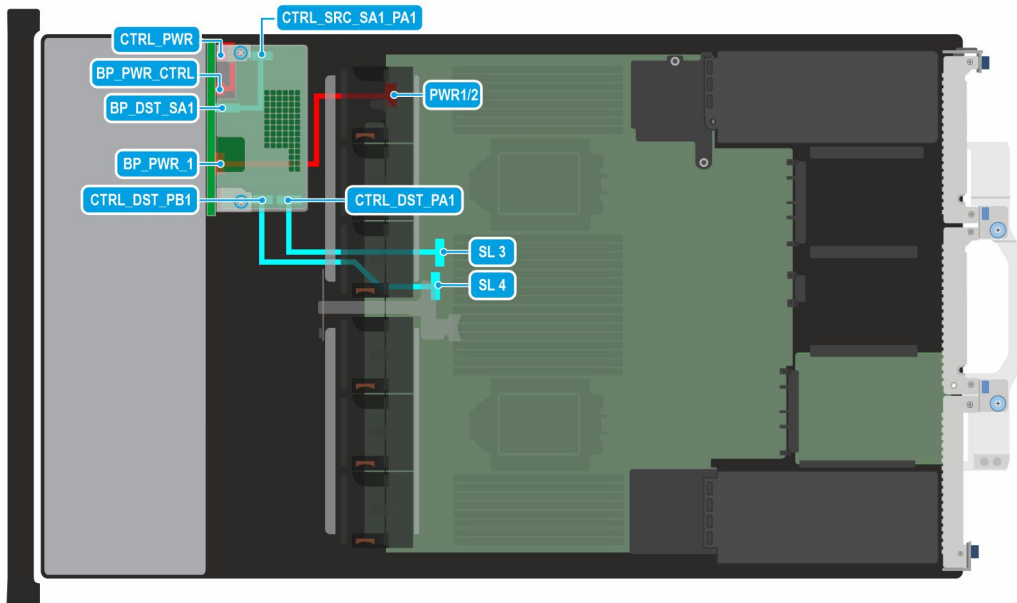 CTRL_SRC_SA1_PA1
CTRL_PWR
BP_PWR_CTRL
BP_DST_SA1
PWR1/2
BP_PWR_1
CTRL_DST_PB1
CTRL_DST_PA1
SL 3
SL 4